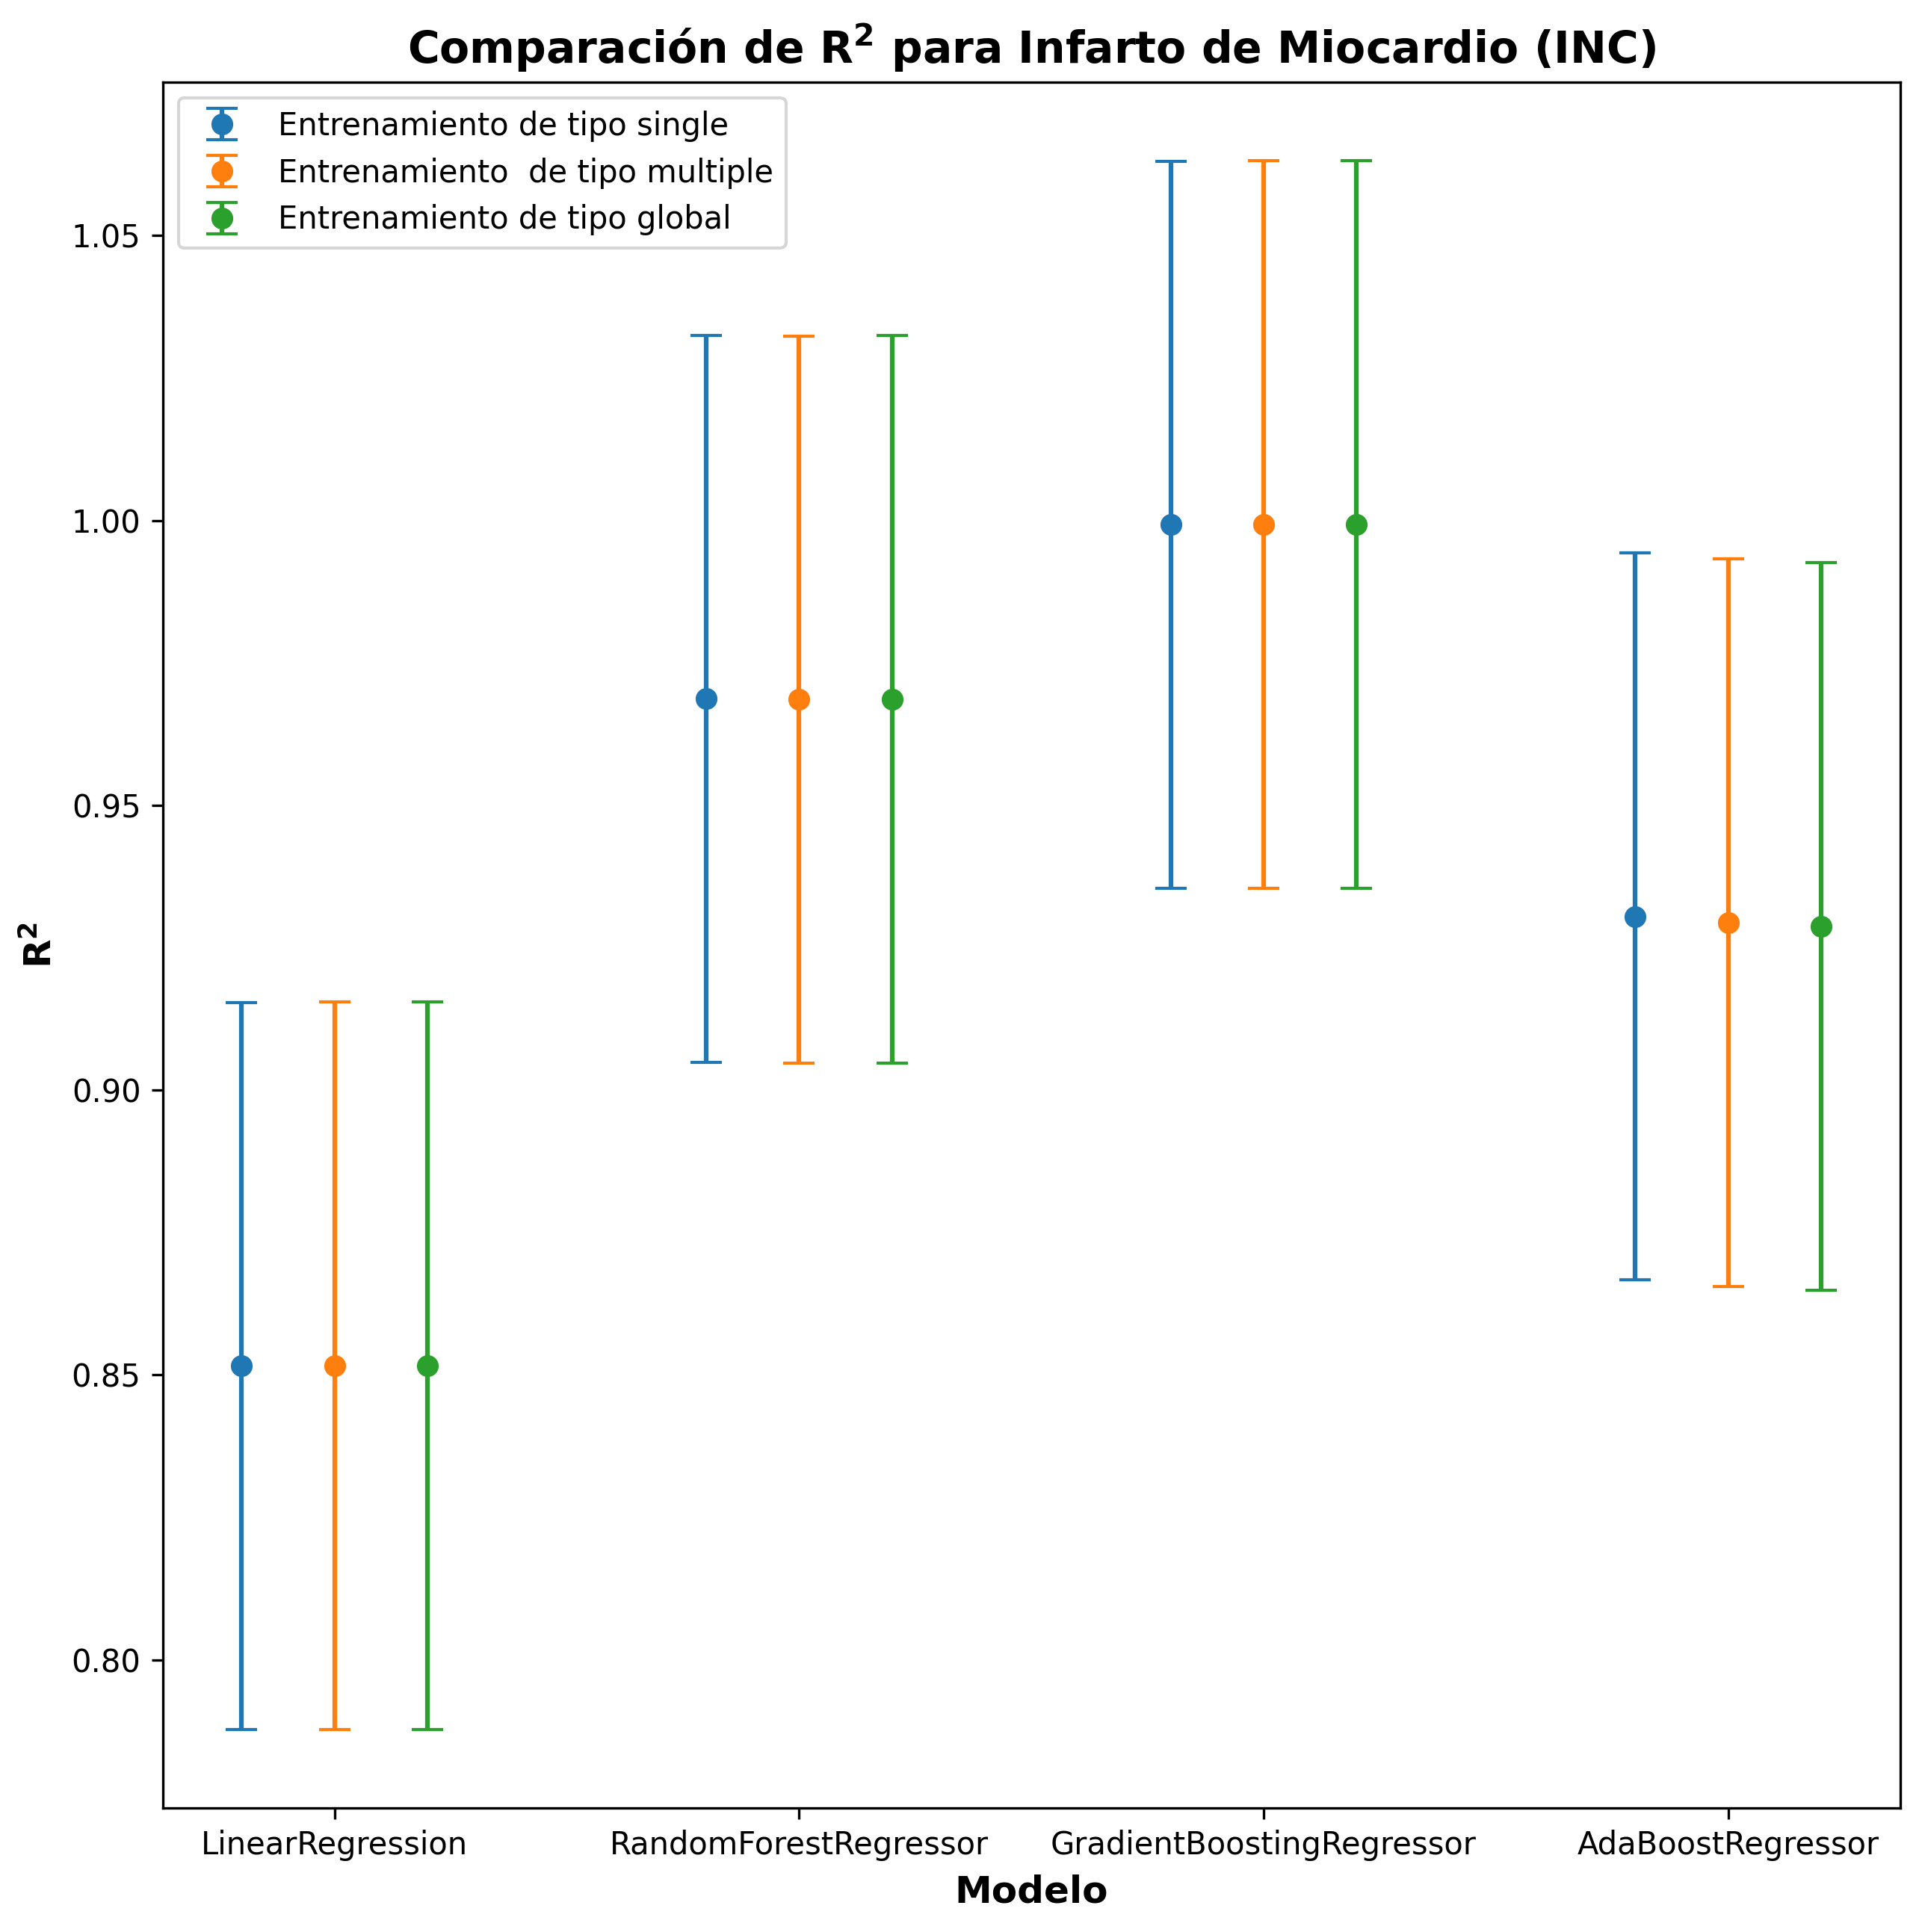 Comparación de R² para Infarto de Miocardio (INC)
Entrenamiento de tipo single
Entrenamiento  de tipo multiple
Entrenamiento de tipo global
1.05
1.00
0.95
0.90
0.85
0.80
R²
LinearRegression
RandomForestRegressor
GradientBoostingRegressor
AdaBoostRegressor
Modelo